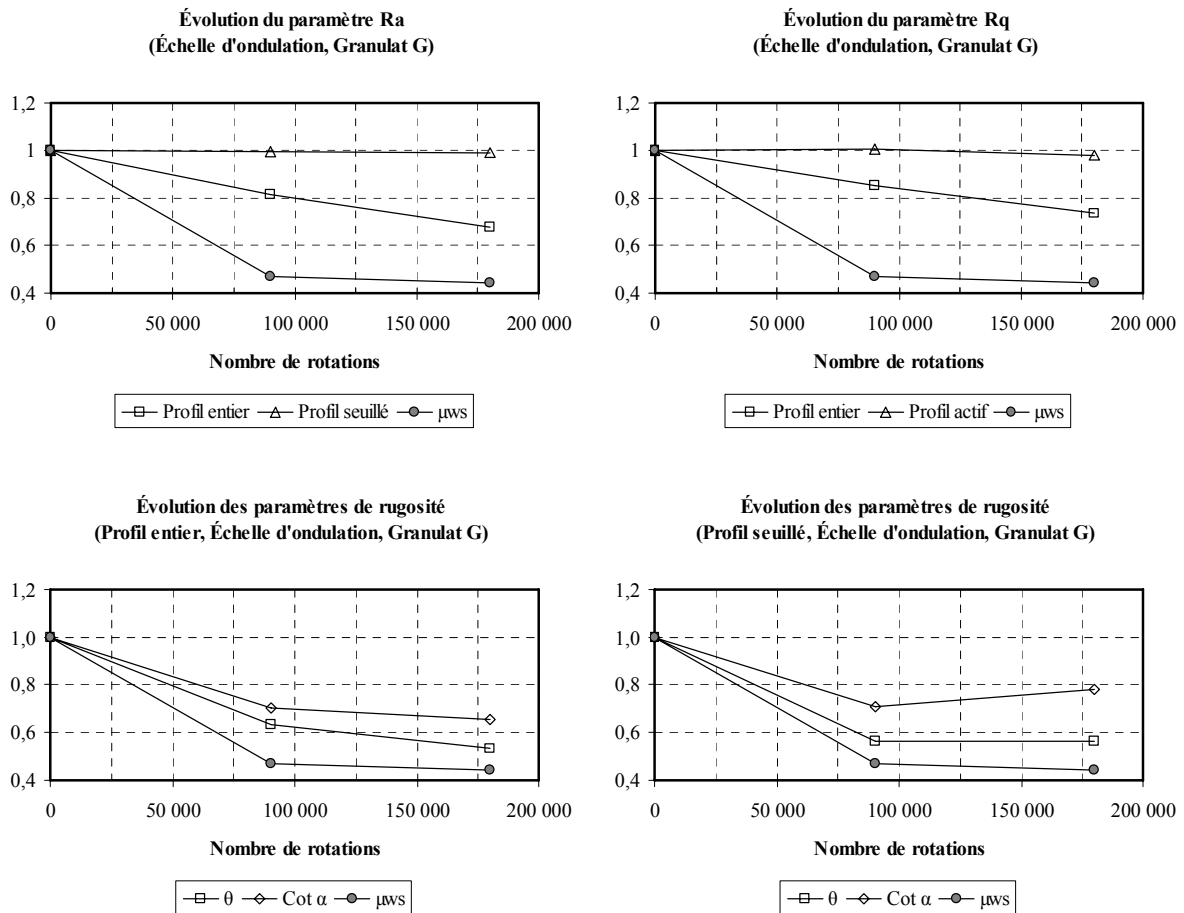 Évolution du paramètre Ra
(Échelle d'ondulation, Granulat G)
1,2
1
0,8
0,6
0,4
0 50 000 100 000 150 000 200 000
Nombre de rotations
Profil entier Profil seuillé µws
Évolution du paramètre Rq
(Échelle d'ondulation, Granulat G)
1,2
1
0,8
0,6
0,4
0 50 000 100 000 150 000 200 000
Nombre de rotations
Profil entier Profil actif µws
Évolution des paramètres de rugosité
(Profil entier, Échelle d'ondulation, Granulat G)
1,2
1,0
0,8
0,6
0,4
0 50 000 100 000 150 000 200 000
Nombre de rotations
θ Cot α µws
Évolution des paramètres de rugosité
(Profil seuillé, Échelle d'ondulation, Granulat G)
1,2
1,0
0,8
0,6
0,4
0 50 000 100 000 150 000 200 000
Nombre de rotations
θ Cot α µws